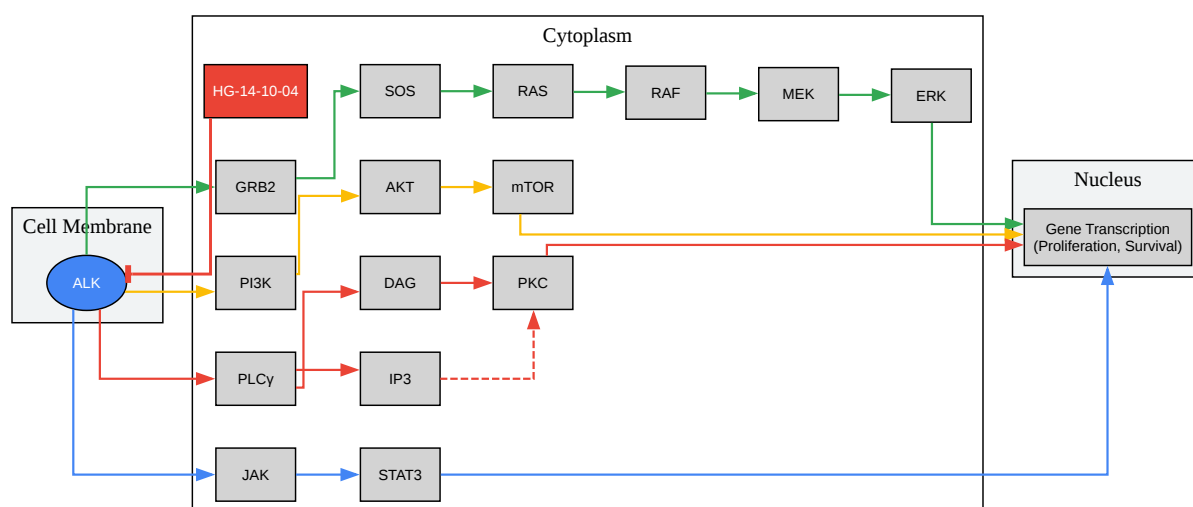 Cytoplasm
HG-14-10-04
SOS
RAS
RAF
MEK
ERK
GRB2
AKT
mTOR
Nucleus
Cell Membrane
Gene Transcription
(Proliferation, Survival)
ALK
PI3K
DAG
PKC
PLCγ
IP3
JAK
STAT3